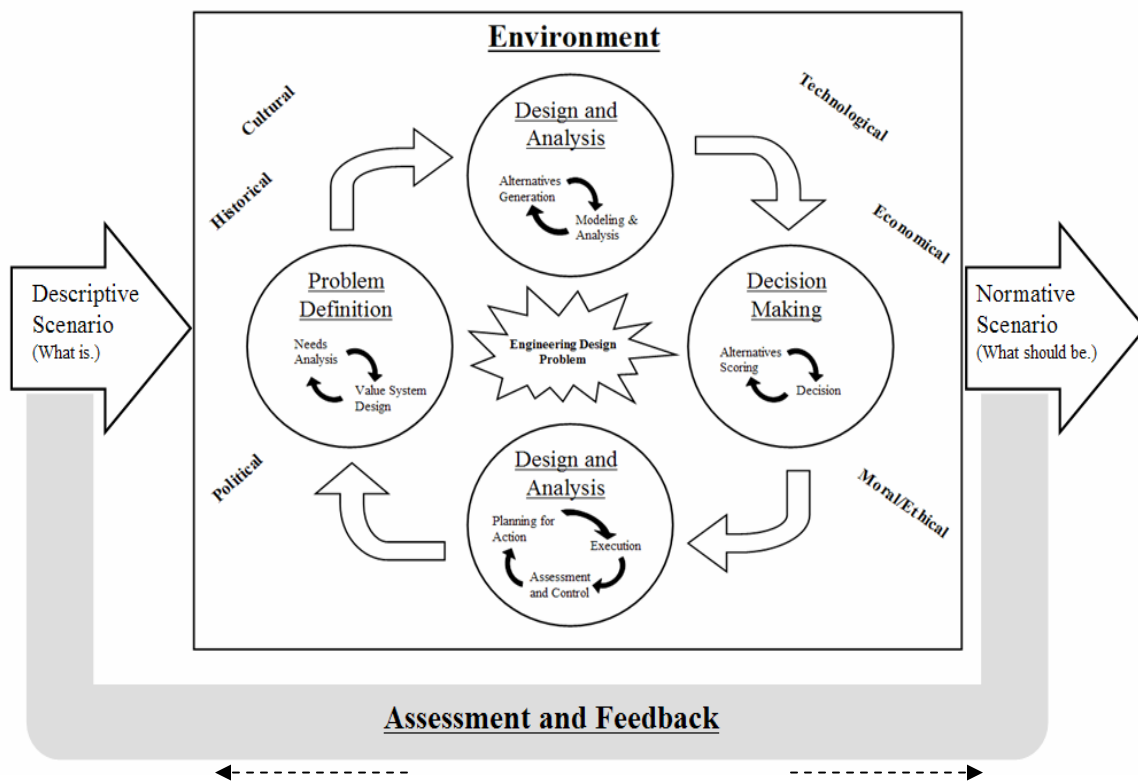 Environment
Cultural
Historical
Political
Technological
Economical
Moral/Ethical
Descriptive
Scenario
(What is.)
Problem
Definition
Needs
Analysis
Value System
Design
Design and
Analysis
Alternatives
Generation
Modeling &
Analysis
Engineering Design
Problem
Decision
Making
Alternatives
Scoring
Decision
Design and
Analysis
Planning for
Action
Execution
Assessment
and Control
Normative
Scenario
(What should be.)
Assessment and Feedback